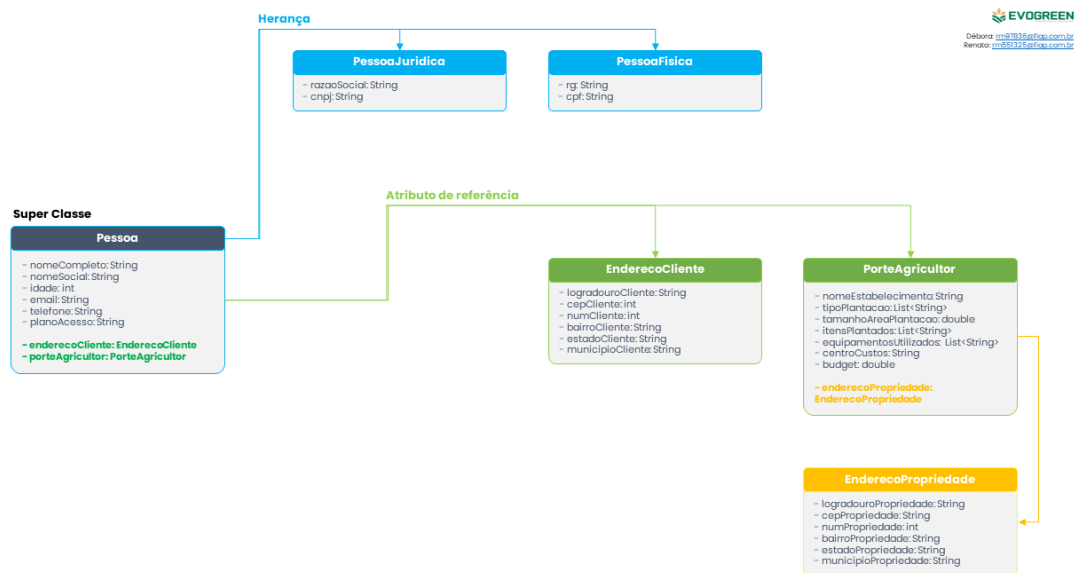 Herança
EVOGREEN
Débora: rm97836@fiap.com.br
Renato: rm551325@fiap.com.br
PessoaJuridica
- razaoSocial: String
- cnpj: String
PessoaFísica
- rg: String
- cpf: String
Atributo de referência
Super Classe
Pessoa
- nomeCompleto: String
- nomeSocial: String
- idade: int
- email: String
- telefone: String
- planoAcesso: String
- enderecoCliente: EnderecoCliente
- porteAgricultor: PorteAgricultor
EnderecoCliente
- logradouroCliente: String
- cepCliente: int
- numCliente: int
- bairroCliente: String
- estadoCliente: String
- municipioCliente: String
PorteAgricultor
- nomeEstabelecimento: String
- tipoPlantacao: List<String>
- tamanhoAreaPlantacao: double
- itensPlantados: List<String>
- equipamentosUtilizados: List<String>
- centroCustos: String
- budget: double
- enderecoPropriedade:
EnderecoPropriedade
EnderecoPropriedade
- logradouroPropriedade: String
- cepPropriedade: String
- numPropriedade: int
- bairroPropriedade: String
- estadoPropriedade: String
- municipioPropriedade: String